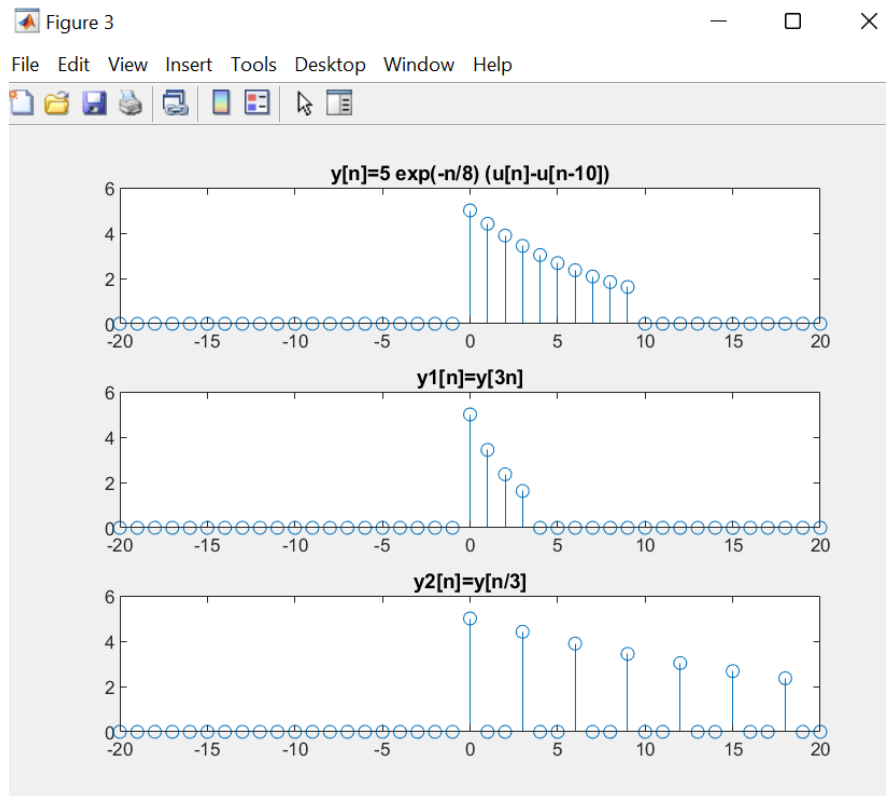 Figure 3
File Edit View Insert Tools Desktop Window Help
y[n]=5 exp(-n/8) (u[n]-u[n-10])
6
4
2
0
-20 -15 -10 -5 0 5 10 15 20
y1[n]=y[3n]
6
4
2
0
-20 -15 -10 -5 0 5 10 15 20
y2[n]=y[n/3]
6
4
2
0
-20 -15 -10 -5 0 5 10 15 20